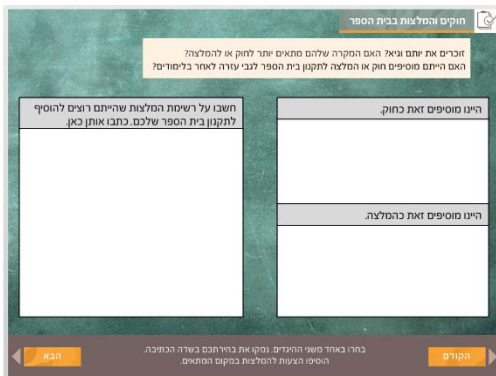 חוקים והמלצות בבית הספר
זוכרים את יותם וגיא? האם המקרה שלהם מתאים יותר לחוק או להמלצה?
האם הייתם מוסיפים חוק או המלצה לתקנון בית הספר לגבי עזרה לאחר בלימודים?
היינו מוסיפים זאת כחוק.
היינו מוסיפים זאת כהמלצה.
חשבו על רשימת המלצות שהייתם רוצים להוסיף
לתקנון בית הספר שלכם. כתבו אותן כאן.
הקודם
בחרו באחד משני ההיגדים. נמקו את בחירתכם בשדה הכתיבה.
הוסיפו הצעות להמלצות במקום המתאים.
הבא